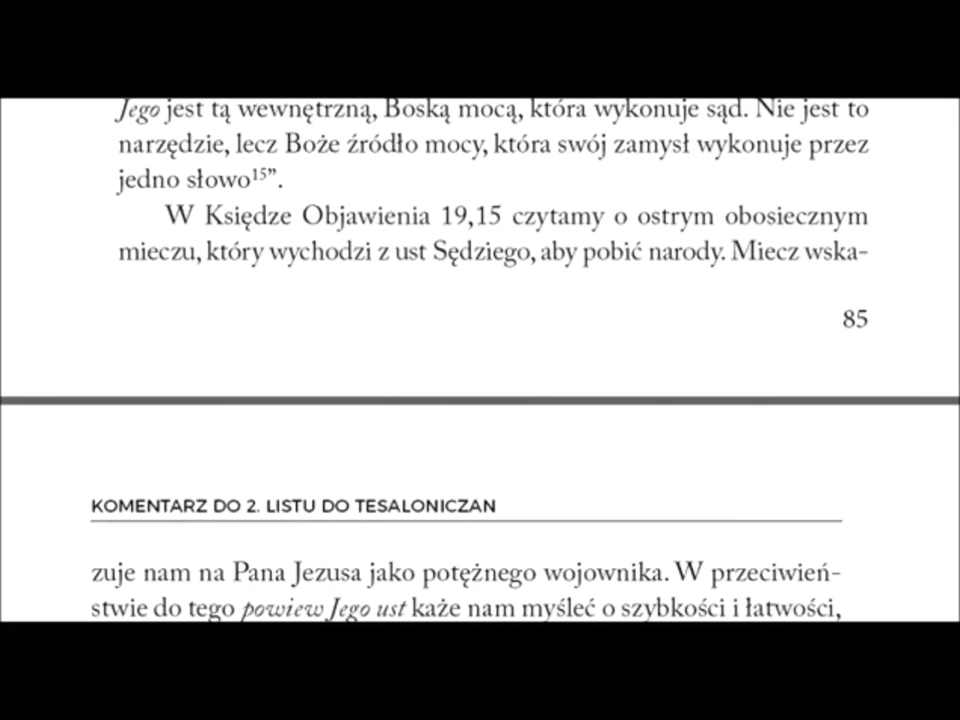 Jego jest tą wewnętrzną, Boską mocą, która wykonuje sąd. Nie jest to
narzędzie, lecz Boże źródło mocy, która swój zamysł wykonuje przez
jedno słowo¹⁵”.
W Księdze Objawienia 19,15 czytamy o ostrym obosiecznym
mieczu, który wychodzi z ust Sędziego, aby pobić narody. Miecz wska-
85
KOMENTARZ DO 2. LISTU DO TESALONICZAN
zuje nam na Pana Jezusa jako potężnego wojownika. W przeciwień-
stwie do tego powiew Jego ust każe nam myśleć o szybkości i łatwości,